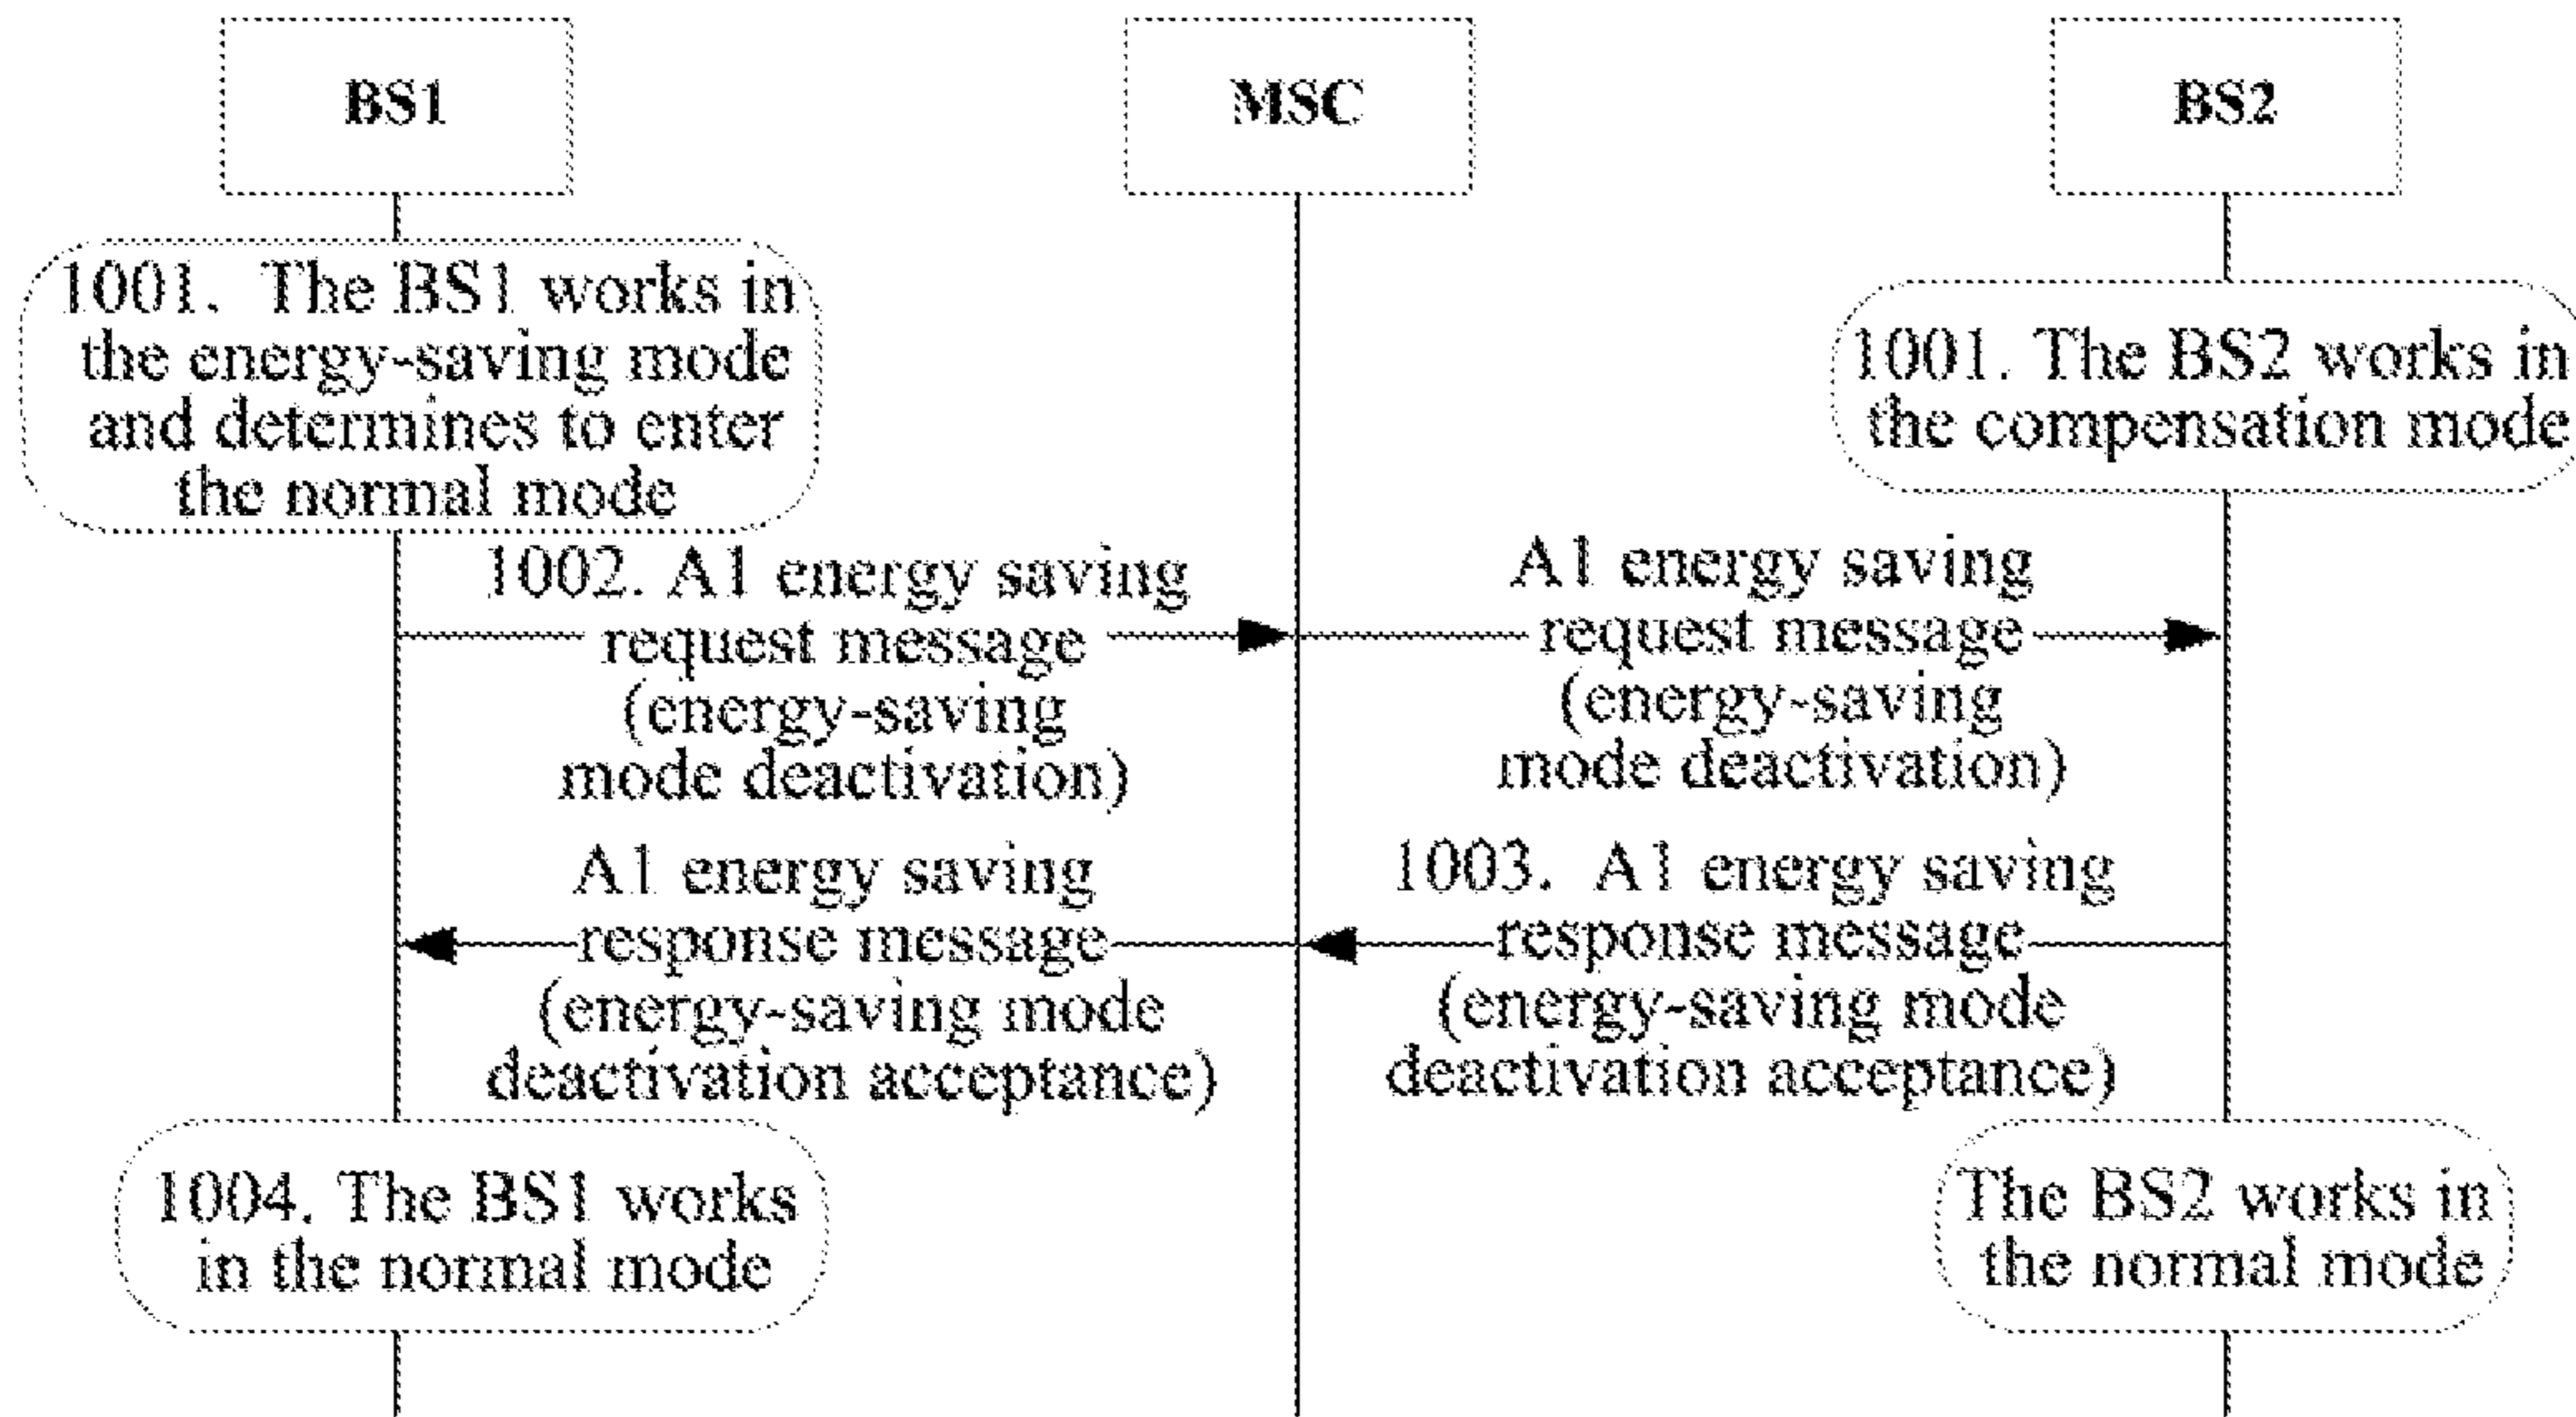 BS1
MSC
BS2
1001. The BS1 works in
the energy-saving mode
and determines to enter
the normal mode
1001. The BS2 works in
the compensation mode
1002. A1 energy saving
request message
(energy-saving
mode deactivation)
A1 energy saving
request message
(energy-saving
mode deactivation)
A1 energy saving
response message
(energy-saving mode
deactivation acceptance)
1003. A1 energy saving
response message
(energy-saving mode
deactivation acceptance)
1004. The BS1 works
in the normal mode
The BS2 works in
the normal mode